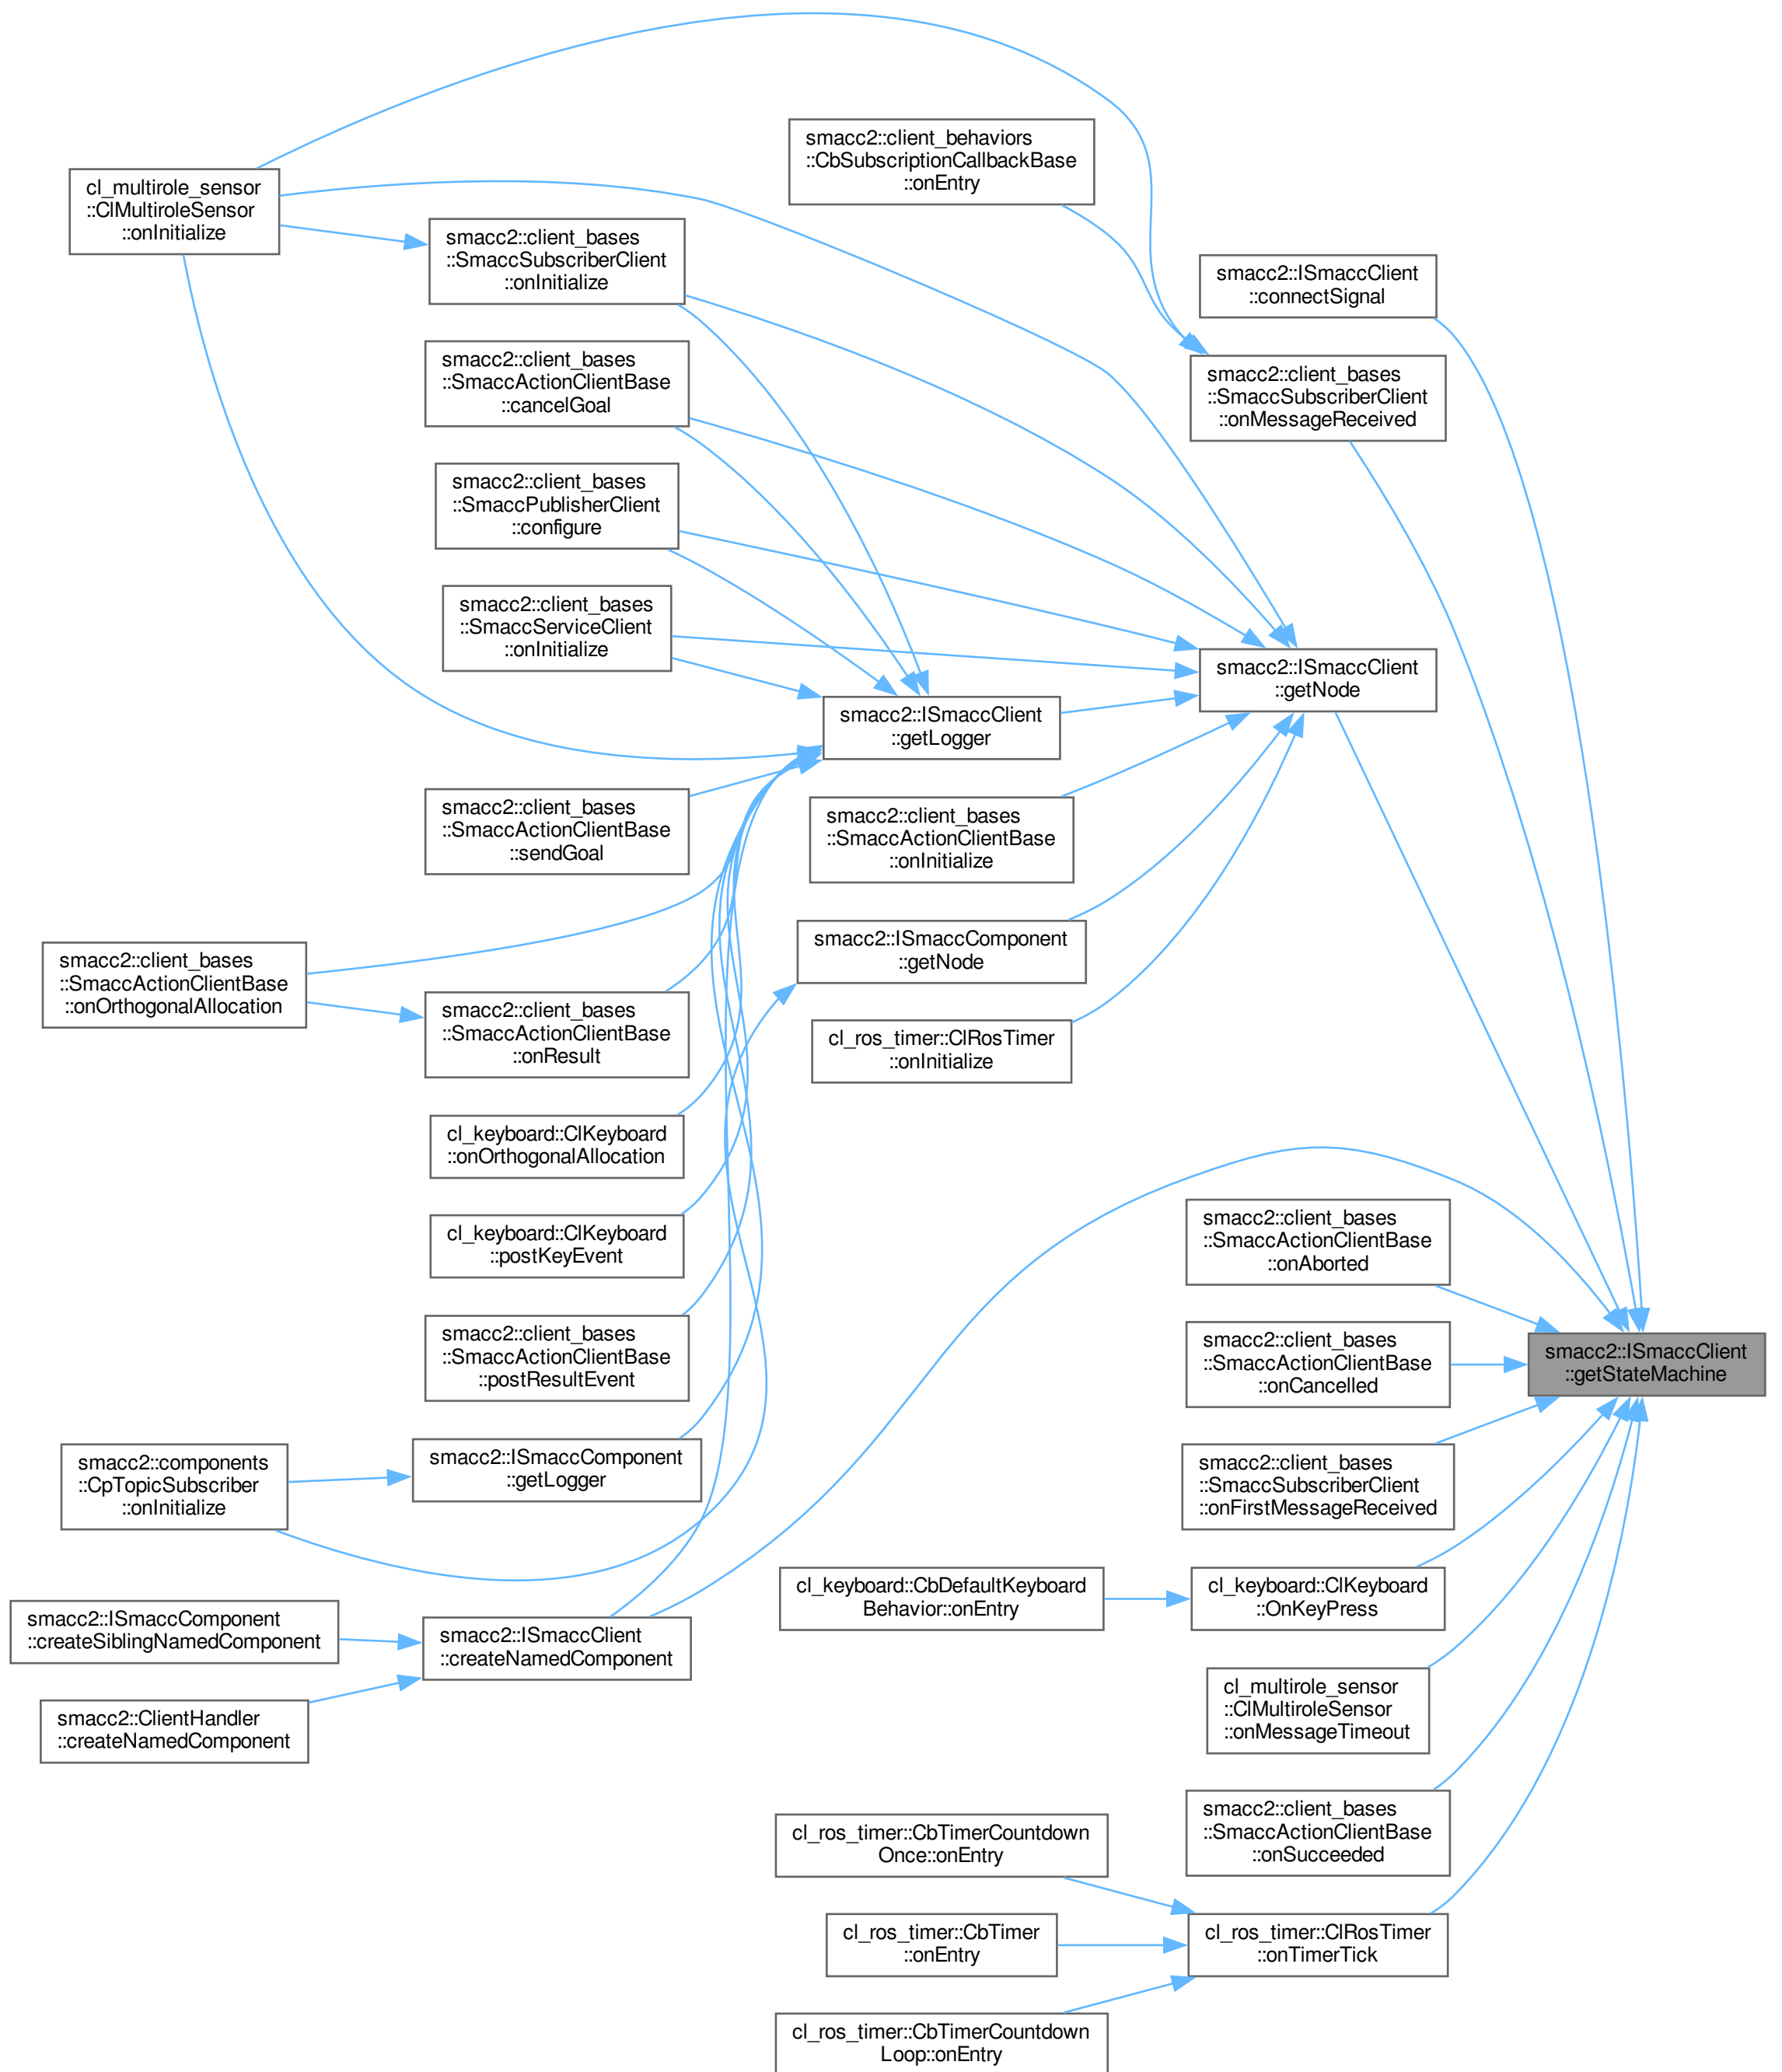 smacc2::client_behaviors
::CbSubscriptionCallbackBase
::onEntry
cl_multirole_sensor
::ClMultiroleSensor
::onInitialize
smacc2::client_bases
::SmaccSubscriberClient
::onInitialize
smacc2::ISmaccClient
::connectSignal
smacc2::client_bases
::SmaccActionClientBase
::cancelGoal
smacc2::client_bases
::SmaccSubscriberClient
::onMessageReceived
smacc2::client_bases
::SmaccPublisherClient
::configure
smacc2::client_bases
::SmaccServiceClient
::onInitialize
smacc2::ISmaccClient
::getNode
smacc2::ISmaccClient
::getLogger
smacc2::client_bases
::SmaccActionClientBase
::sendGoal
smacc2::client_bases
::SmaccActionClientBase
::onInitialize
smacc2::ISmaccComponent
::getNode
smacc2::client_bases
::SmaccActionClientBase
::onOrthogonalAllocation
smacc2::client_bases
::SmaccActionClientBase
::onResult
cl_ros_timer::ClRosTimer
::onInitialize
cl_keyboard::ClKeyboard
::onOrthogonalAllocation
cl_keyboard::ClKeyboard
::postKeyEvent
smacc2::client_bases
::SmaccActionClientBase
::onAborted
smacc2::client_bases
::SmaccActionClientBase
::postResultEvent
smacc2::client_bases
::SmaccActionClientBase
::onCancelled
smacc2::ISmaccClient
::getStateMachine
smacc2::components
::CpTopicSubscriber
::onInitialize
smacc2::ISmaccComponent
::getLogger
smacc2::client_bases
::SmaccSubscriberClient
::onFirstMessageReceived
cl_keyboard::CbDefaultKeyboard
Behavior::onEntry
cl_keyboard::ClKeyboard
::OnKeyPress
smacc2::ISmaccComponent
::createSiblingNamedComponent
smacc2::ISmaccClient
::createNamedComponent
smacc2::ClientHandler
::createNamedComponent
cl_multirole_sensor
::ClMultiroleSensor
::onMessageTimeout
smacc2::client_bases
::SmaccActionClientBase
::onSucceeded
cl_ros_timer::CbTimerCountdown
Once::onEntry
cl_ros_timer::CbTimer
::onEntry
cl_ros_timer::ClRosTimer
::onTimerTick
cl_ros_timer::CbTimerCountdown
Loop::onEntry